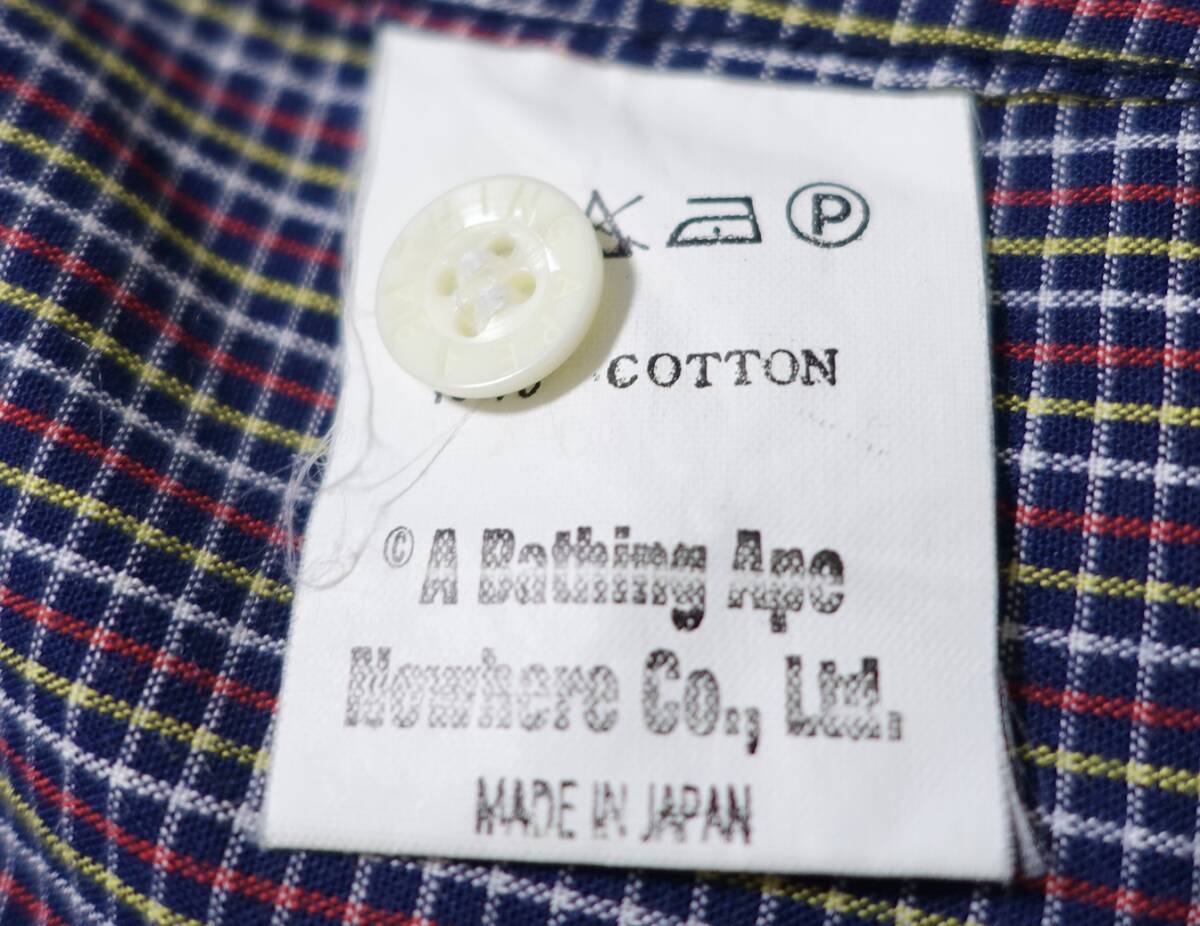 P
COTTON
© A Bathing Ape
Nowhere Co., Ltd.
MADE IN JAPAN